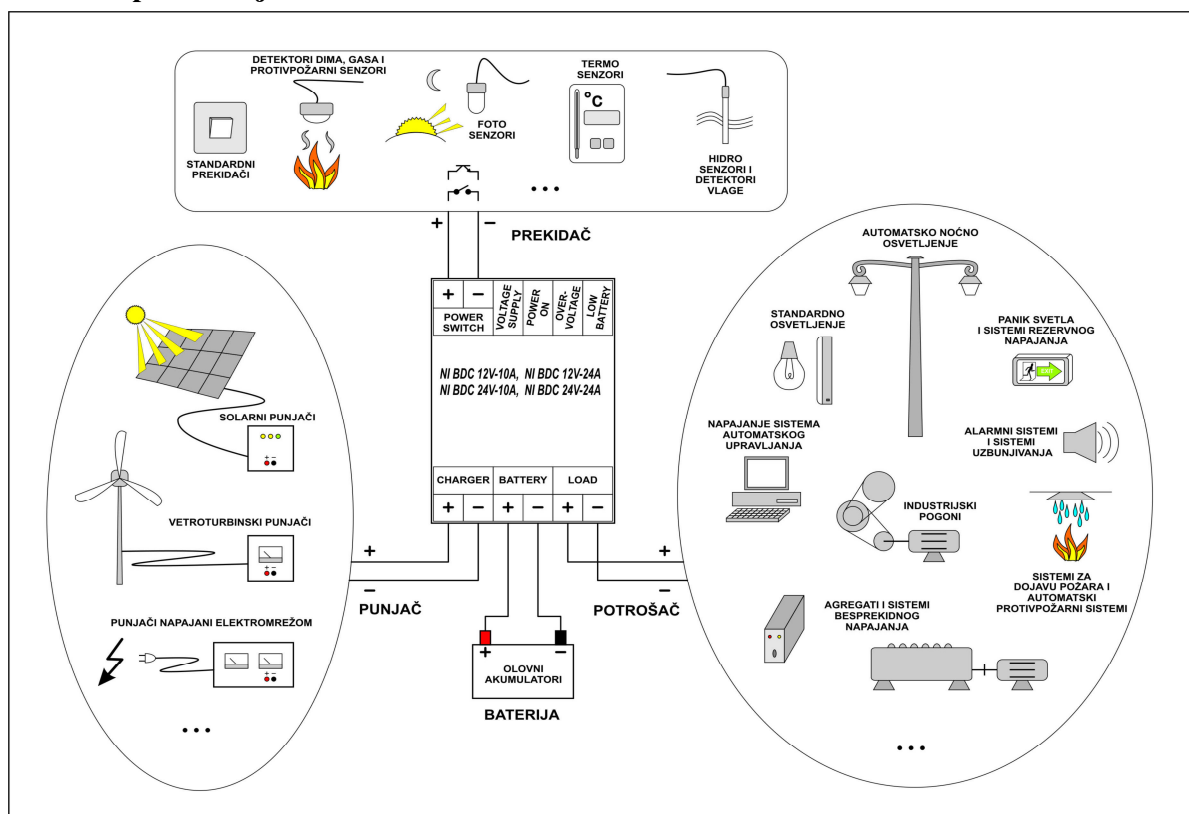 DETEKTORI DIMA, GASA I
PROTIVPOŽARNI SENZORI
STANDARDNI
PREKIDAČI
FOTO
SENZORI
TERMO
SENZORI
°C
HIDRO
SENZORI I
DETEKTORI
VLAGE
• • •
+ −
PREKIDAČ
+ −
POWER
SWITCH
VOLTAGE
SUPPLY
POWER
ON
OVER-
VOLTAGE
LOW
BATTERY
NI BDC 12V-10A, NI BDC 12V-24A
NI BDC 24V-10A, NI BDC 24V-24A
CHARGER BATTERY LOAD
+ − + − + −
SOLARNI PUNJAČI
+ −
VETROTURBINSKI PUNJAČI
+ −
PUNJAČI NAPAJANI ELEKTROMREŽOM
+ −
• • •
+
−
PUNJAČ
+ −
OLOVNI
AKUMULATORI
BATERIJA
+
−
POTROŠAČ
AUTOMATSKO NOĆNO
OSVETLJENJE
STANDARDNO
OSVETLJENJE
PANIK SVETLA
I SISTEMI REZERVNOG
NAPAJANJA
EXIT
NAPAJANJE SISTEMA
AUTOMATSKOG
UPRAVLJANJA
ALARMNI SISTEMI
I SISTEMI
UZBUNJIVANJA
INDUSTRIJSKI
POGONI
SISTEMI ZA
DOJAVU POŽARA I
AUTOMATSKI
PROTIVPOŽARNI SISTEMI
AGREGATI I SISTEMI
BESPREKIDNOG
NAPAJANJA
• • •